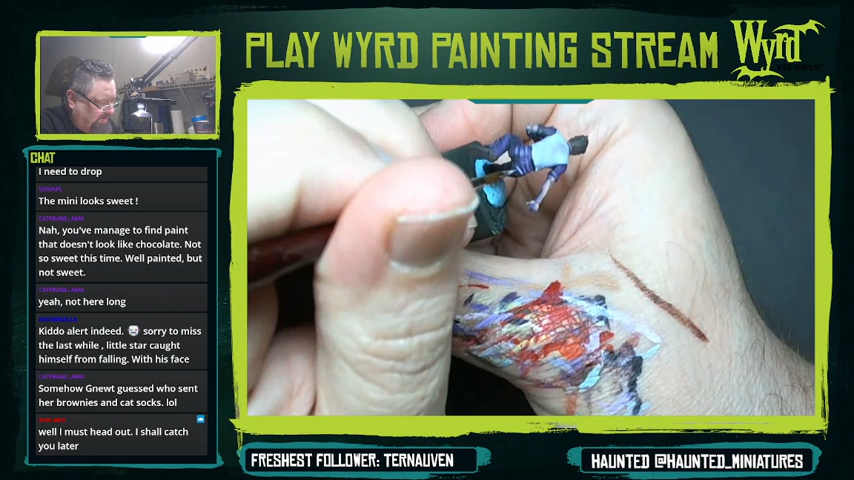 PLAY WYRD PAINTING STREAM
Wyrd
CHAT
I need to drop
The mini looks sweet !
Nah, you've manage to find paint
that doesn't look like chocolate. Not
so sweet this time. Well painted, but
not sweet.
yeah, not here long
Kiddo alert indeed. sorry to miss
the last while , little star caught
himself from falling. With his face
Somehow Gnewt guessed who sent
her brownies and cat socks. lol
well I must head out. I shall catch
you later
FRESHEST FOLLOWER: TERNAUVEN
HAUNTED @HAUNTED_MINIATURES